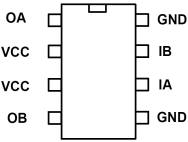 OA GND
VCC IB
VCC IA
OB GND